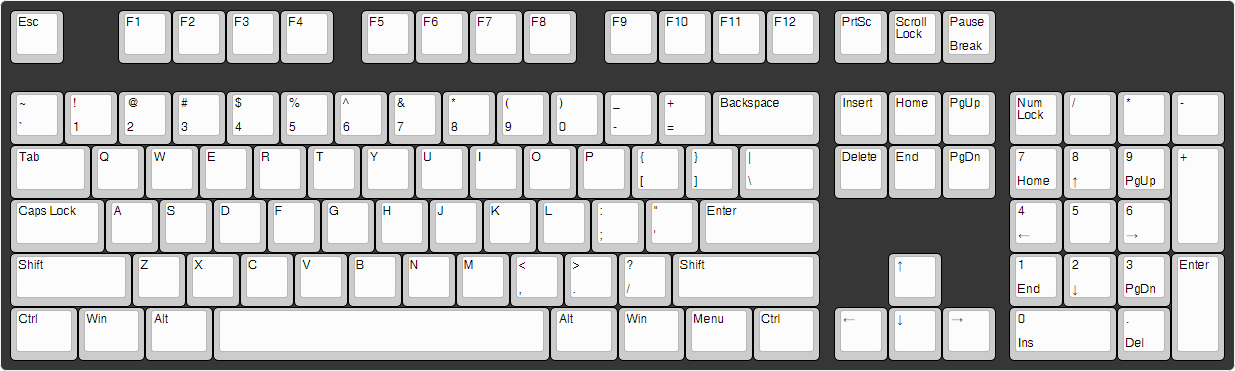 Esc F1 F2 F3 F4 F5 F6 F7 F8 F9 F10 F11 F12 PrtSc Scroll Pause
Lock
Break
~ ! @ # $ % ^ & * ( ) _ + Backspace Insert Home PgUp Num / * -
Lock
` 1 2 3 4 5 6 7 8 9 0 - =
Tab Q W E R T Y U I O P { } | Delete End PgDn 7 8 9 +
[ ] \ Home ↑ PgUp
Caps Lock A S D F G H J K L : " Enter 4 5 6
; ' ← →
Shift Z X C V B N M < > ? Shift ↑ 1 2 3 Enter
, . / End ↓ PgDn
Ctrl Win Alt Alt Win Menu Ctrl ← ↓ → 0 .
Ins Del